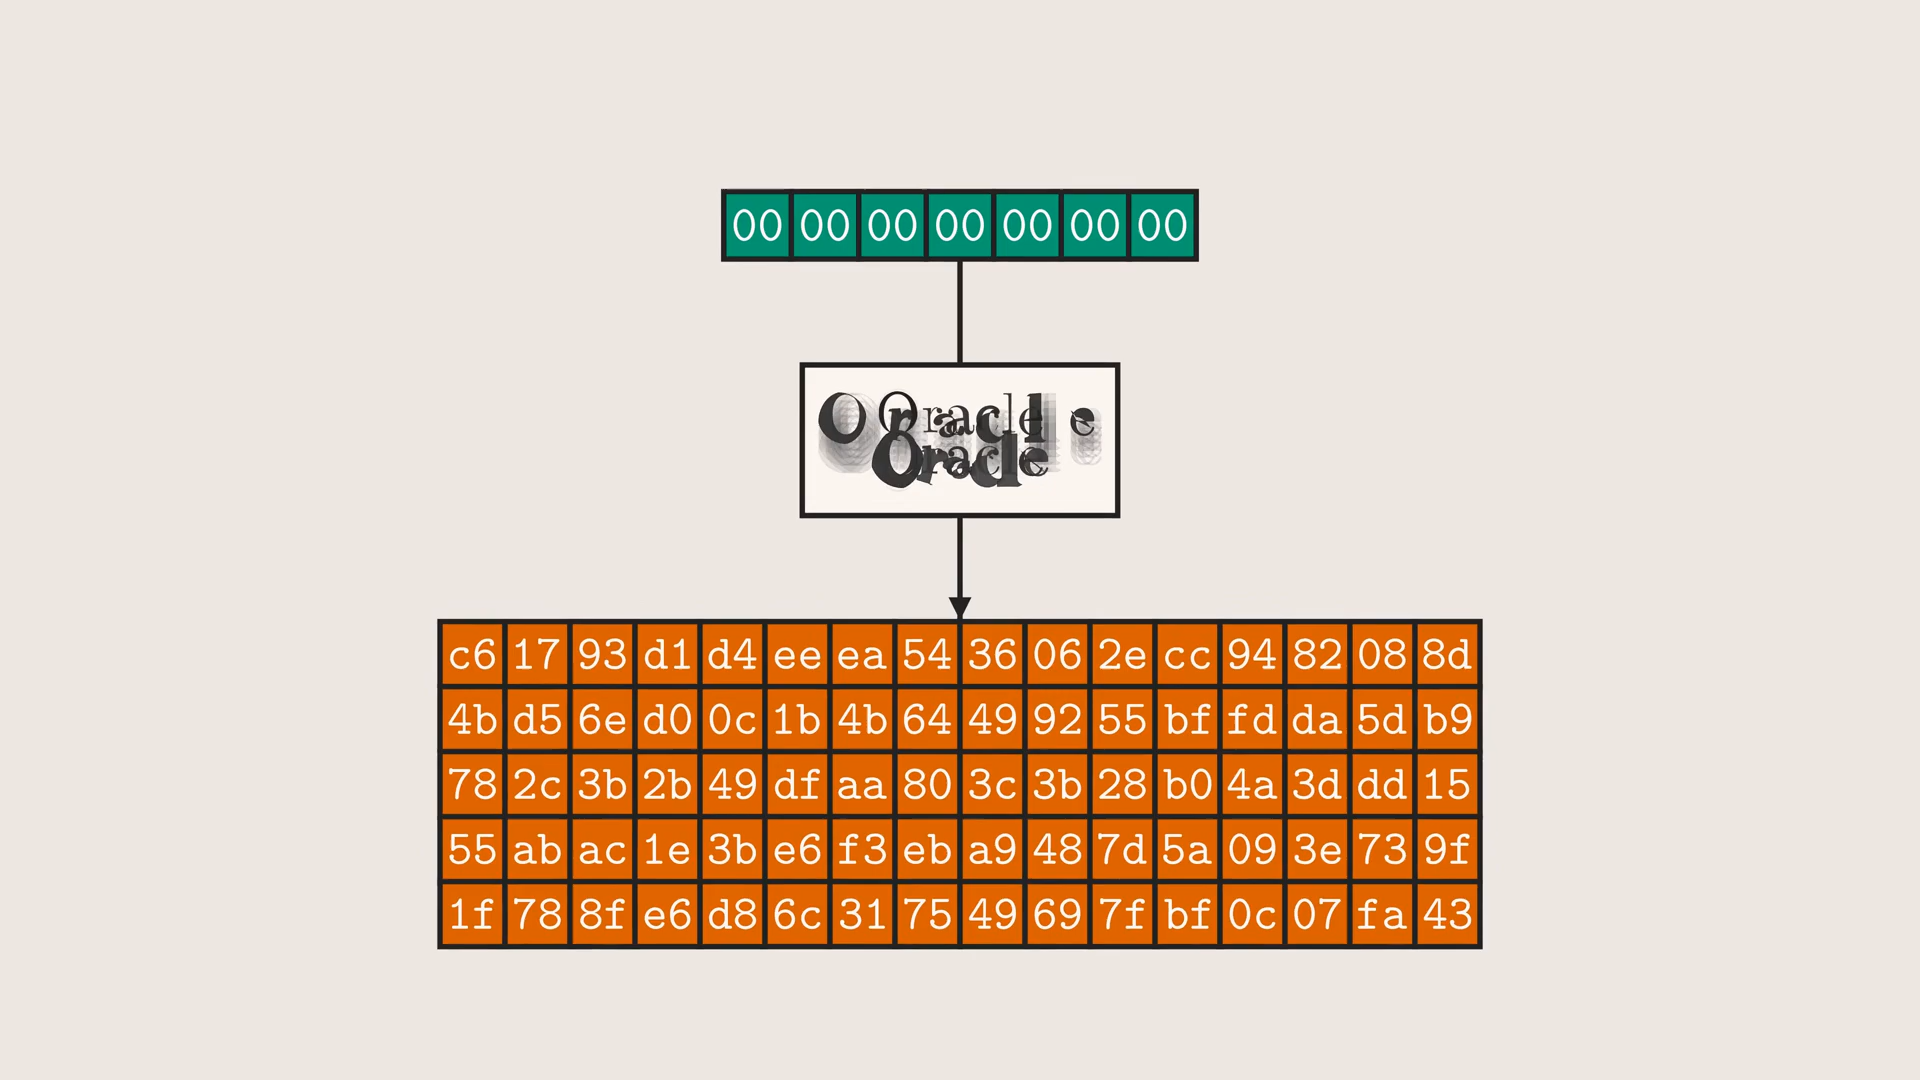 00 00 00 00 00 00 00
Oracle
Oracle
c6 17 93 d1 d4 ee ea 54 36 06 2e cc 94 82 08 8d
4b d5 6e d0 0c 1b 4b 64 49 92 55 bf fd da 5d b9
78 2c 3b 2b 49 df aa 80 3c 3b 28 b0 4a 3d dd 15
55 ab ac 1e 3b e6 f3 eb a9 48 7d 5a 09 3e 73 9f
1f 78 8f e6 d8 6c 31 75 49 69 7f bf 0c 07 fa 43